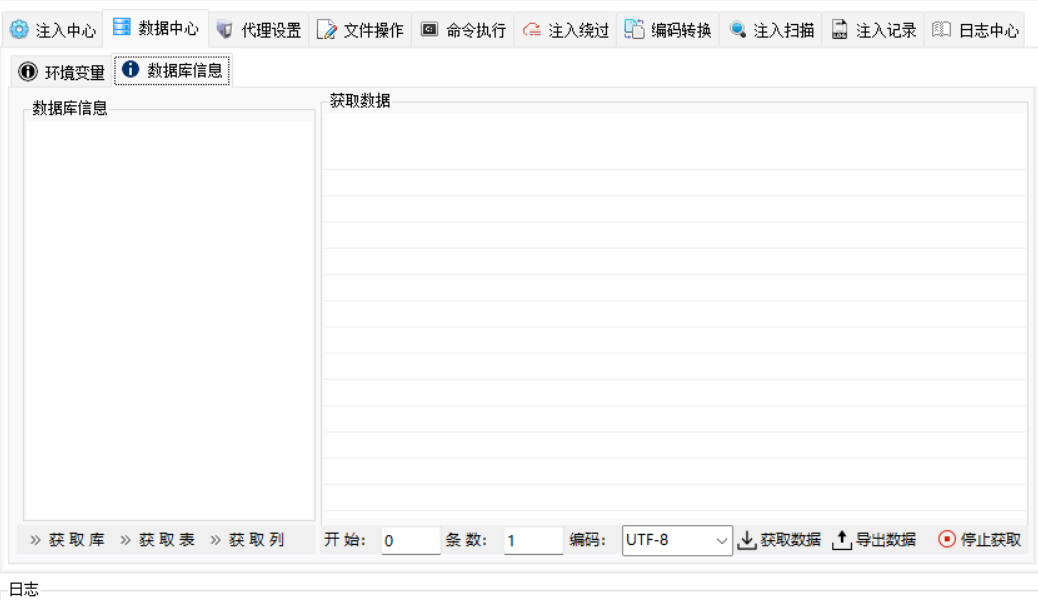 注入中心 数据中心 代理设置 文件操作 命令执行 注入绕过 编码转换 注入扫描 注入记录 日志中心
环境变量 数据库信息
数据库信息 获取数据
获取库 获取表 获取列 开始: 0 条数: 1 编码: UTF-8 获取数据 导出数据 停止获取
日志